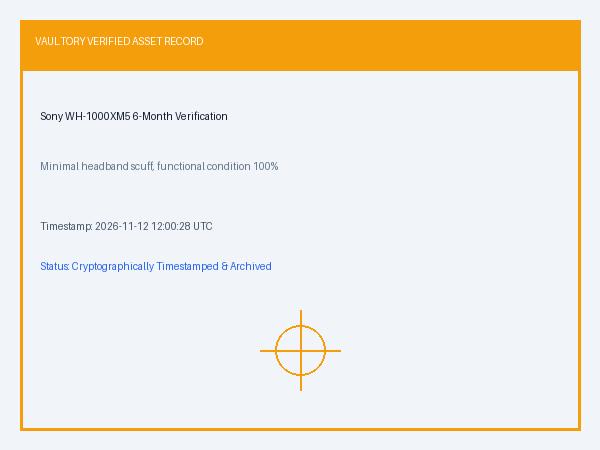 VAULTORY VERIFIED ASSET RECORD
Sony WH-1000XM5 6-Month Verification
Minimal headband scuff, functional condition 100%
Timestamp: 2026-11-12 12:00:28 UTC
Status: Cryptographically Timestamped & Archived